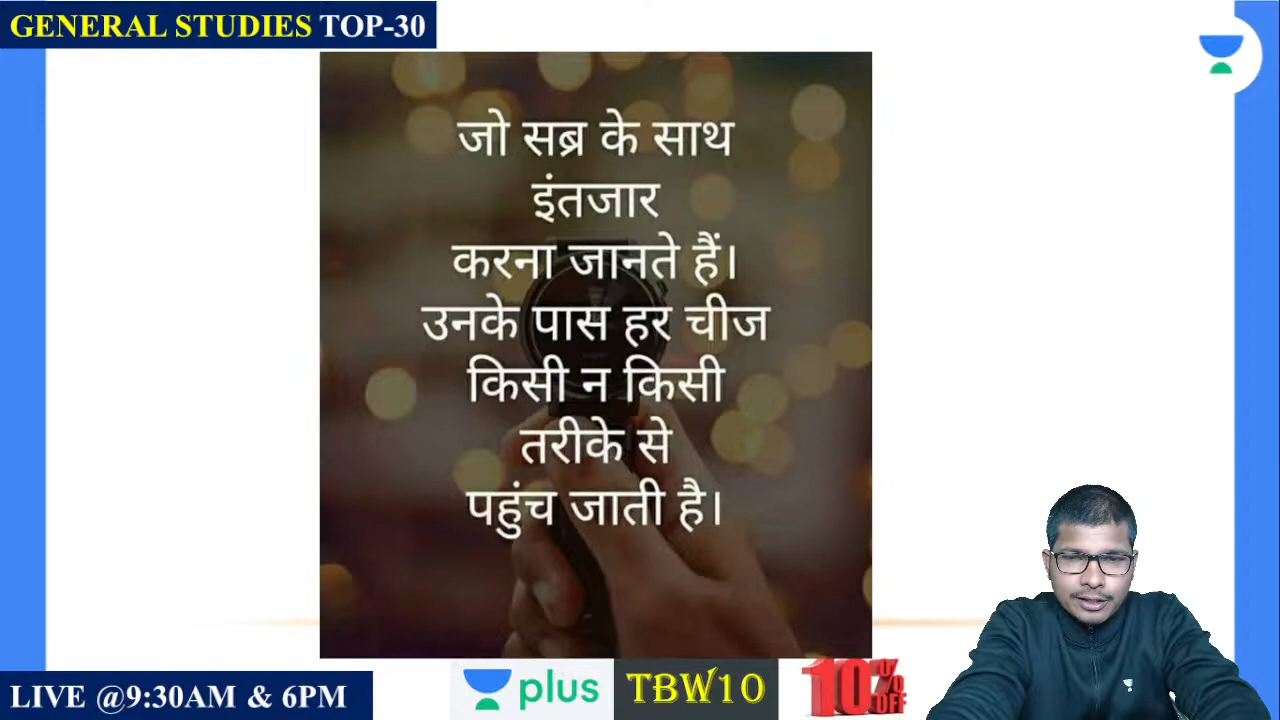 GENERAL STUDIES TOP-30
जो सब्र के साथ
इंतजार
करना जानते हैं।
उनके पास हर चीज
किसी न किसी
तरीके से
पहुंच जाती है।
LIVE @9:30AM & 6PM
plus
TBW10
10% OFF